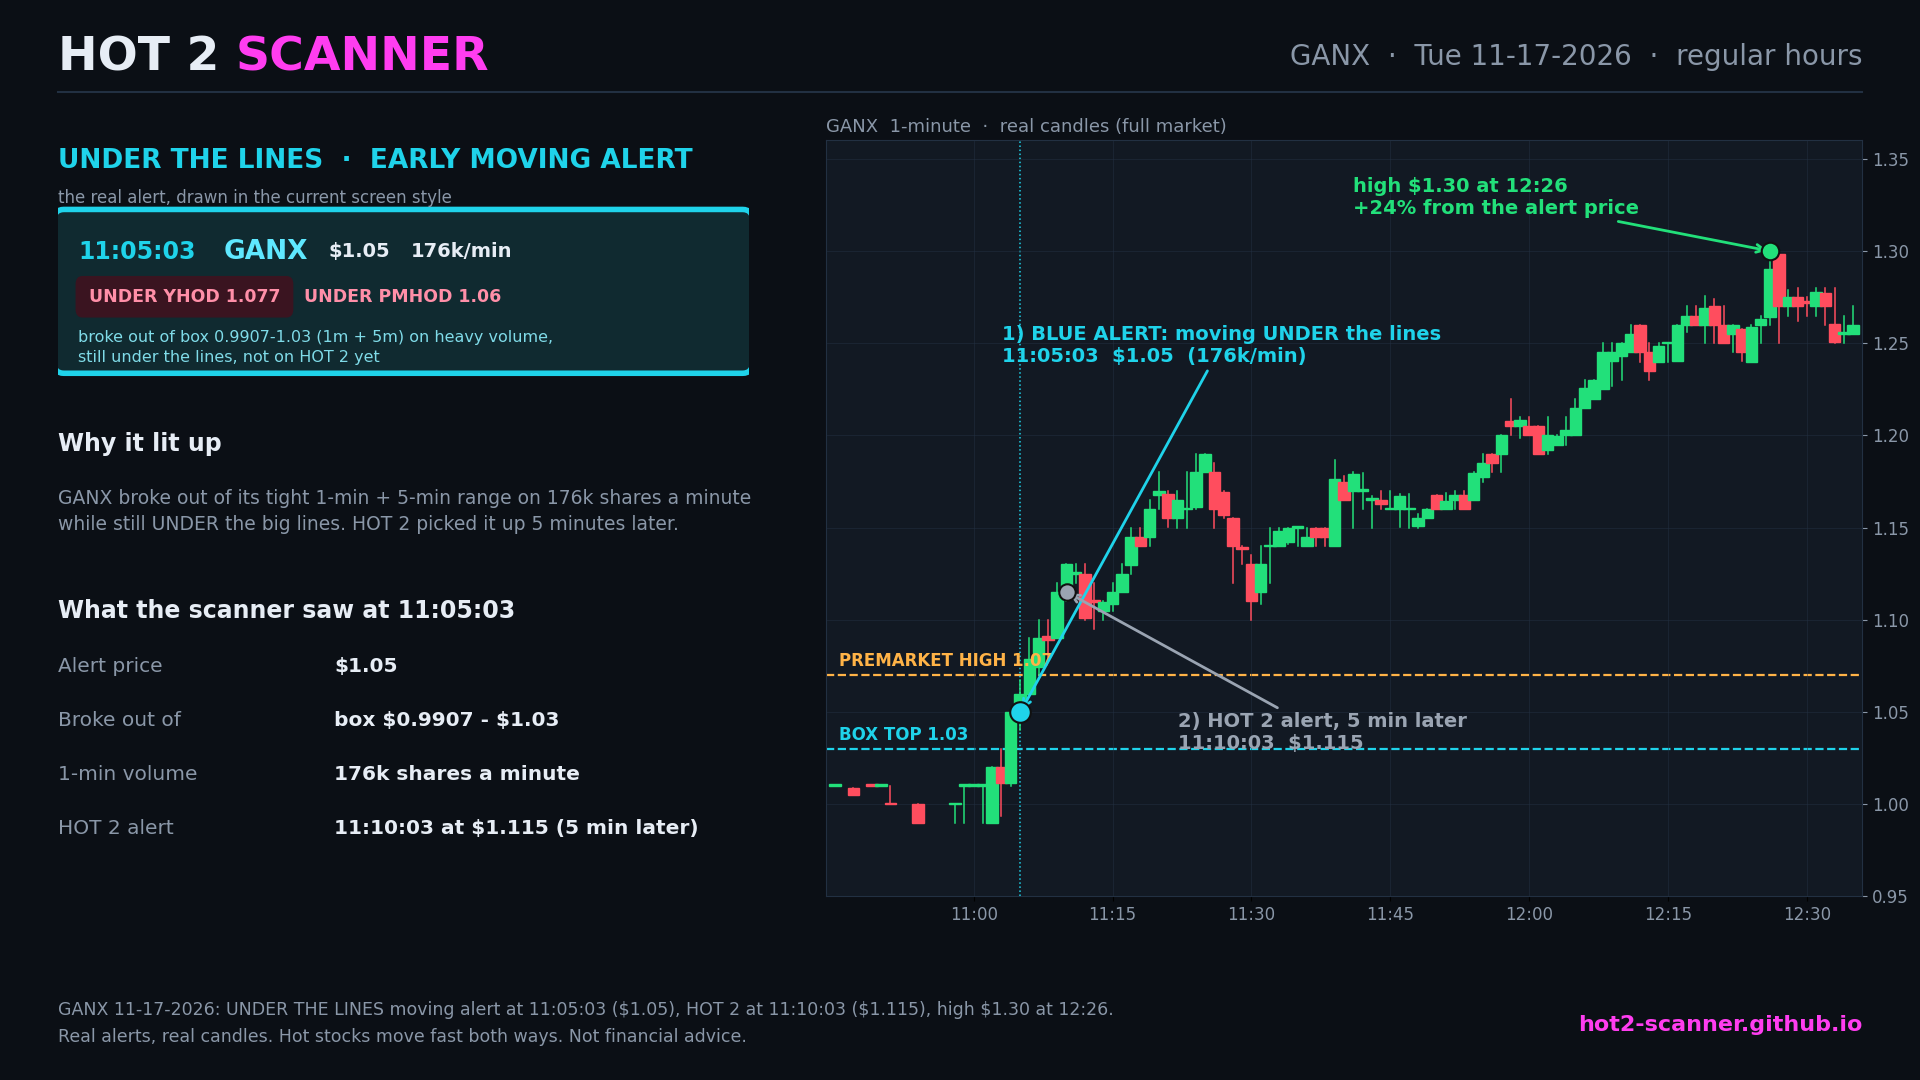 HOT 2 SCANNER
GANX · Tue 11-17-2026 · regular hours
UNDER THE LINES · EARLY MOVING ALERT
the real alert, drawn in the current screen style
11:05:03 GANX $1.05 176k/min
UNDER YHOD 1.077 UNDER PMHOD 1.06
broke out of box 0.9907-1.03 (1m + 5m) on heavy volume,
still under the lines, not on HOT 2 yet
Why it lit up
GANX broke out of its tight 1-min + 5-min range on 176k shares a minute
while still UNDER the big lines. HOT 2 picked it up 5 minutes later.
What the scanner saw at 11:05:03
Alert price $1.05
Broke out of box $0.9907 - $1.03
1-min volume 176k shares a minute
HOT 2 alert 11:10:03 at $1.115 (5 min later)
GANX 1-minute · real candles (full market)
high $1.30 at 12:26
+24% from the alert price
1) BLUE ALERT: moving UNDER the lines
11:05:03 $1.05 (176k/min)
PREMARKET HIGH 1.07
BOX TOP 1.03
2) HOT 2 alert, 5 min later
11:10:03 $1.115
1.35
1.30
1.25
1.20
1.15
1.10
1.05
1.00
0.95
11:00 11:15 11:30 11:45 12:00 12:15 12:30
GANX 11-17-2026: UNDER THE LINES moving alert at 11:05:03 ($1.05), HOT 2 at 11:10:03 ($1.115), high $1.30 at 12:26.
Real alerts, real candles. Hot stocks move fast both ways. Not financial advice.
hot2-scanner.github.io